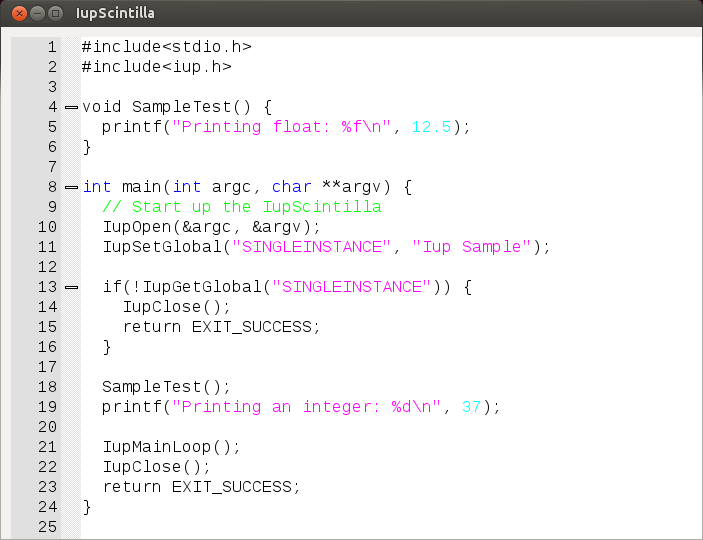 IupScintilla
1 #include<stdio.h>
2 #include<iup.h>
3
4 void SampleTest() {
5   printf("Printing float: %f\n", 12.5);
6 }
7
8 int main(int argc, char **argv) {
9   // Start up the IupScintilla
10   IupOpen(&argc, &argv);
11   IupSetGlobal("SINGLEINSTANCE", "Iup Sample");
12
13   if(!IupGetGlobal("SINGLEINSTANCE")) {
14     IupClose();
15     return EXIT_SUCCESS;
16   }
17
18   SampleTest();
19   printf("Printing an integer: %d\n", 37);
20
21   IupMainLoop();
22   IupClose();
23   return EXIT_SUCCESS;
24 }
25